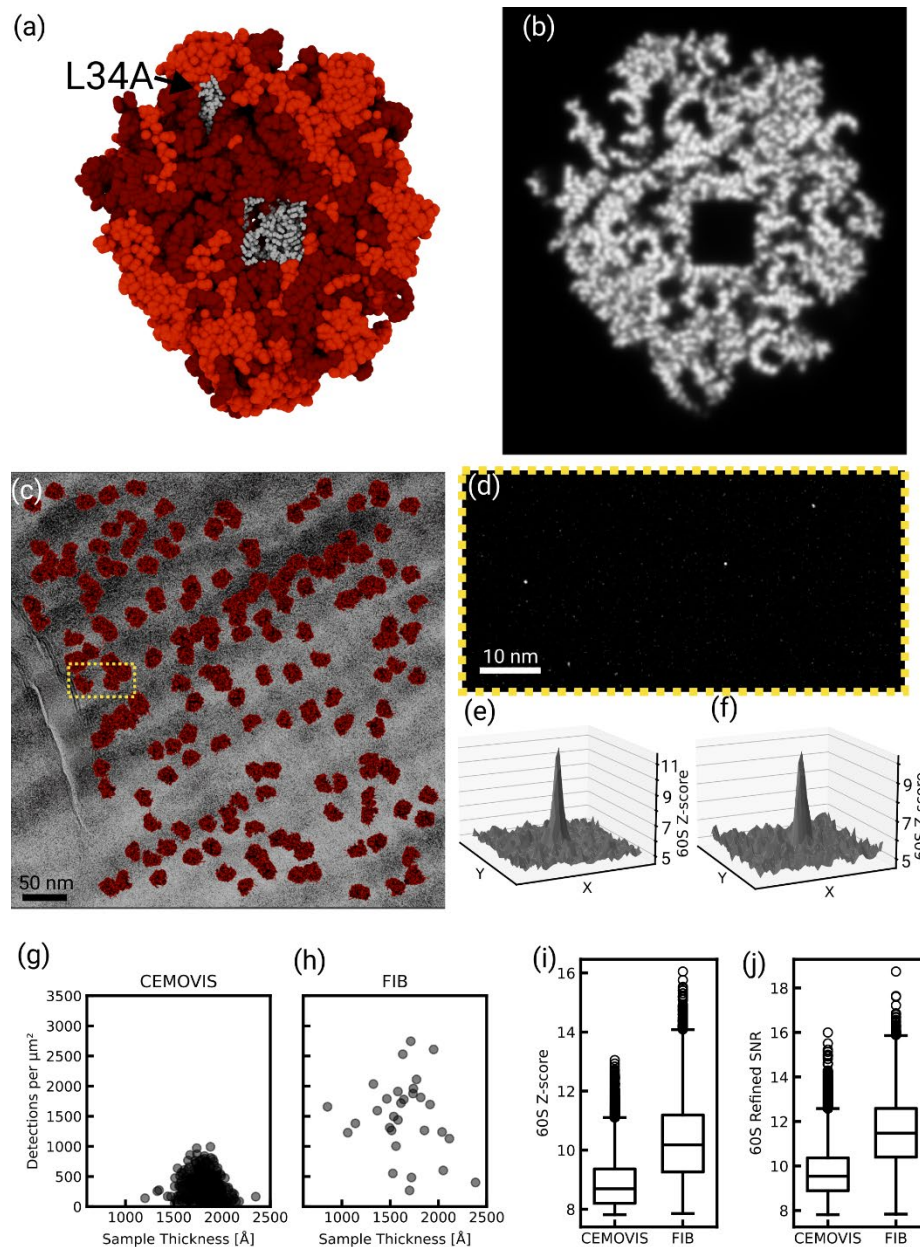 (a)
L34A
(b)
(c)
50 nm
(d)
10 nm
(e)
11
9
7
5
60S Z-score
Y
X
(f)
9
7
5
60S Z-score
Y
X
(g)
CEMOVIS
3500
3000
2500
2000
1500
1000
500
0
Detections per µm²
1000 1500 2000 2500
Sample Thickness [Å]
(h)
FIB
1000 1500 2000 2500
Sample Thickness [Å]
(i)
16
14
12
10
8
60S Z-score
CEMOVIS FIB
(j)
18
16
14
12
10
8
60S Refined SNR
CEMOVIS FIB